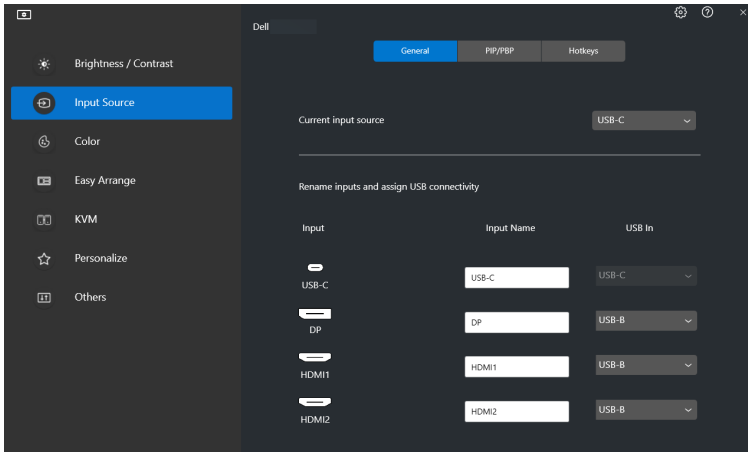 Dell
Brightness / Contrast
Input Source
Color
Easy Arrange
KVM
Personalize
Others
General PIP/PBP Hotkeys
Current input source USB-C
Rename inputs and assign USB connectivity
Input Input Name USB In
USB-C USB-C USB-C
DP DP USB-B
HDMI1 HDMI1 USB-B
HDMI2 HDMI2 USB-B